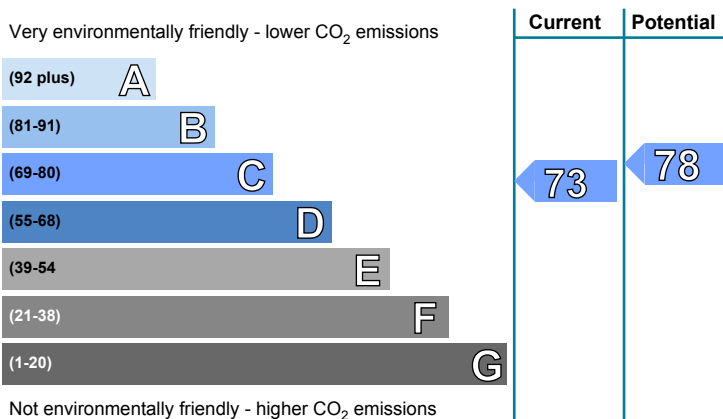 Very environmentally friendly - lower CO2 emissions
Current
Potential
(92 plus) A
(81-91) B
(69-80) C
73
78
(55-68) D
(39-54 E
(21-38) F
(1-20) G
Not environmentally friendly - higher CO2 emissions